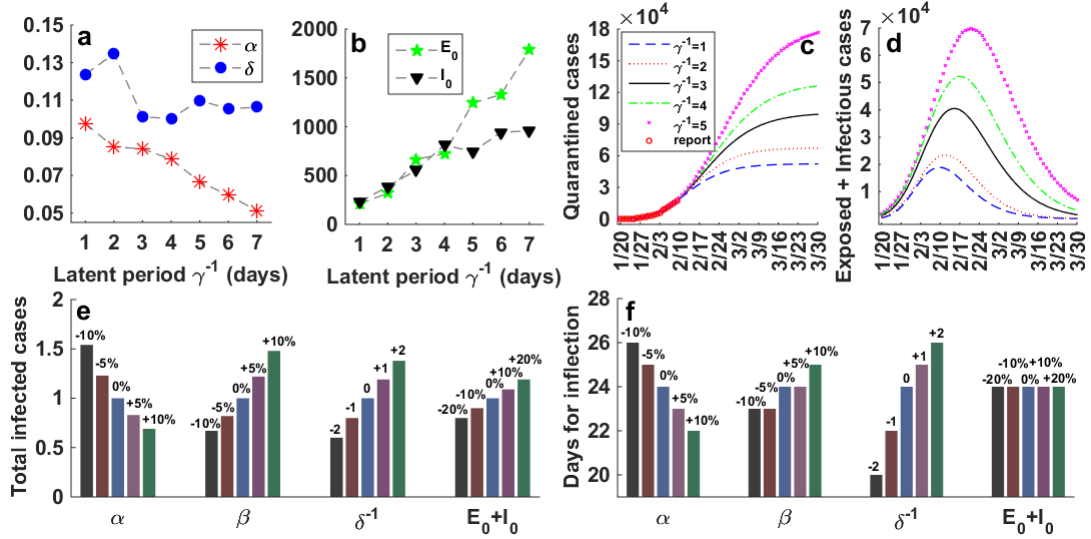 a
α
δ
0.15
0.13
0.11
0.09
0.07
0.05
1 2 3 4 5 6 7
Latent period γ⁻¹ (days)
b
E₀
I₀
2000
1500
1000
500
0
1 2 3 4 5 6 7
Latent period γ⁻¹ (days)
×10⁴
c
Quarantined cases
18
15
12
9
6
3
0
γ⁻¹=1
γ⁻¹=2
γ⁻¹=3
γ⁻¹=4
γ⁻¹=5
report
1/20 1/27 2/3 2/10 2/17 2/24 3/2 3/9 3/16 3/23 3/30
×10⁴
d
Exposed + Infectious cases
7
6
5
4
3
2
1
0
1/20 1/27 2/3 2/10 2/17 2/24 3/2 3/9 3/16 3/23 3/30
e
Total infected cases
2
1.5
1
0.5
0
-10% -5% 0% +5% +10%
-10% -5% 0% +5% +10%
-2 -1 0 +1 +2
-20% -10% 0% +10% +20%
α β δ⁻¹ E₀+I₀
f
Days for inflection
28
26
24
22
20
-10% -5% 0% +5% +10%
-10% -5% 0% +5% +10%
-2 -1 0 +1 +2
-20% -10% 0% +10% +20%
α β δ⁻¹ E₀+I₀